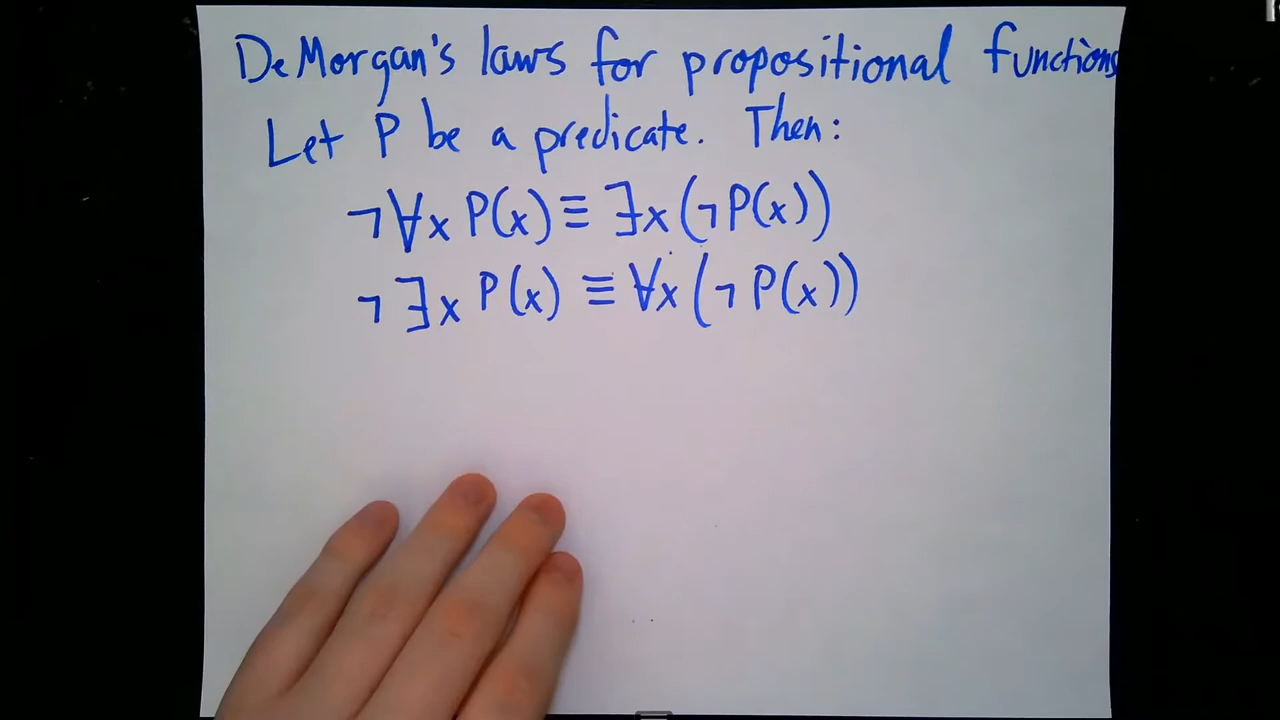 DeMorgan's laws for propositional functions
Let P be a predicate. Then:
¬∀x P(x) ≡ ∃x (¬P(x))
¬∃x P(x) ≡ ∀x (¬P(x))